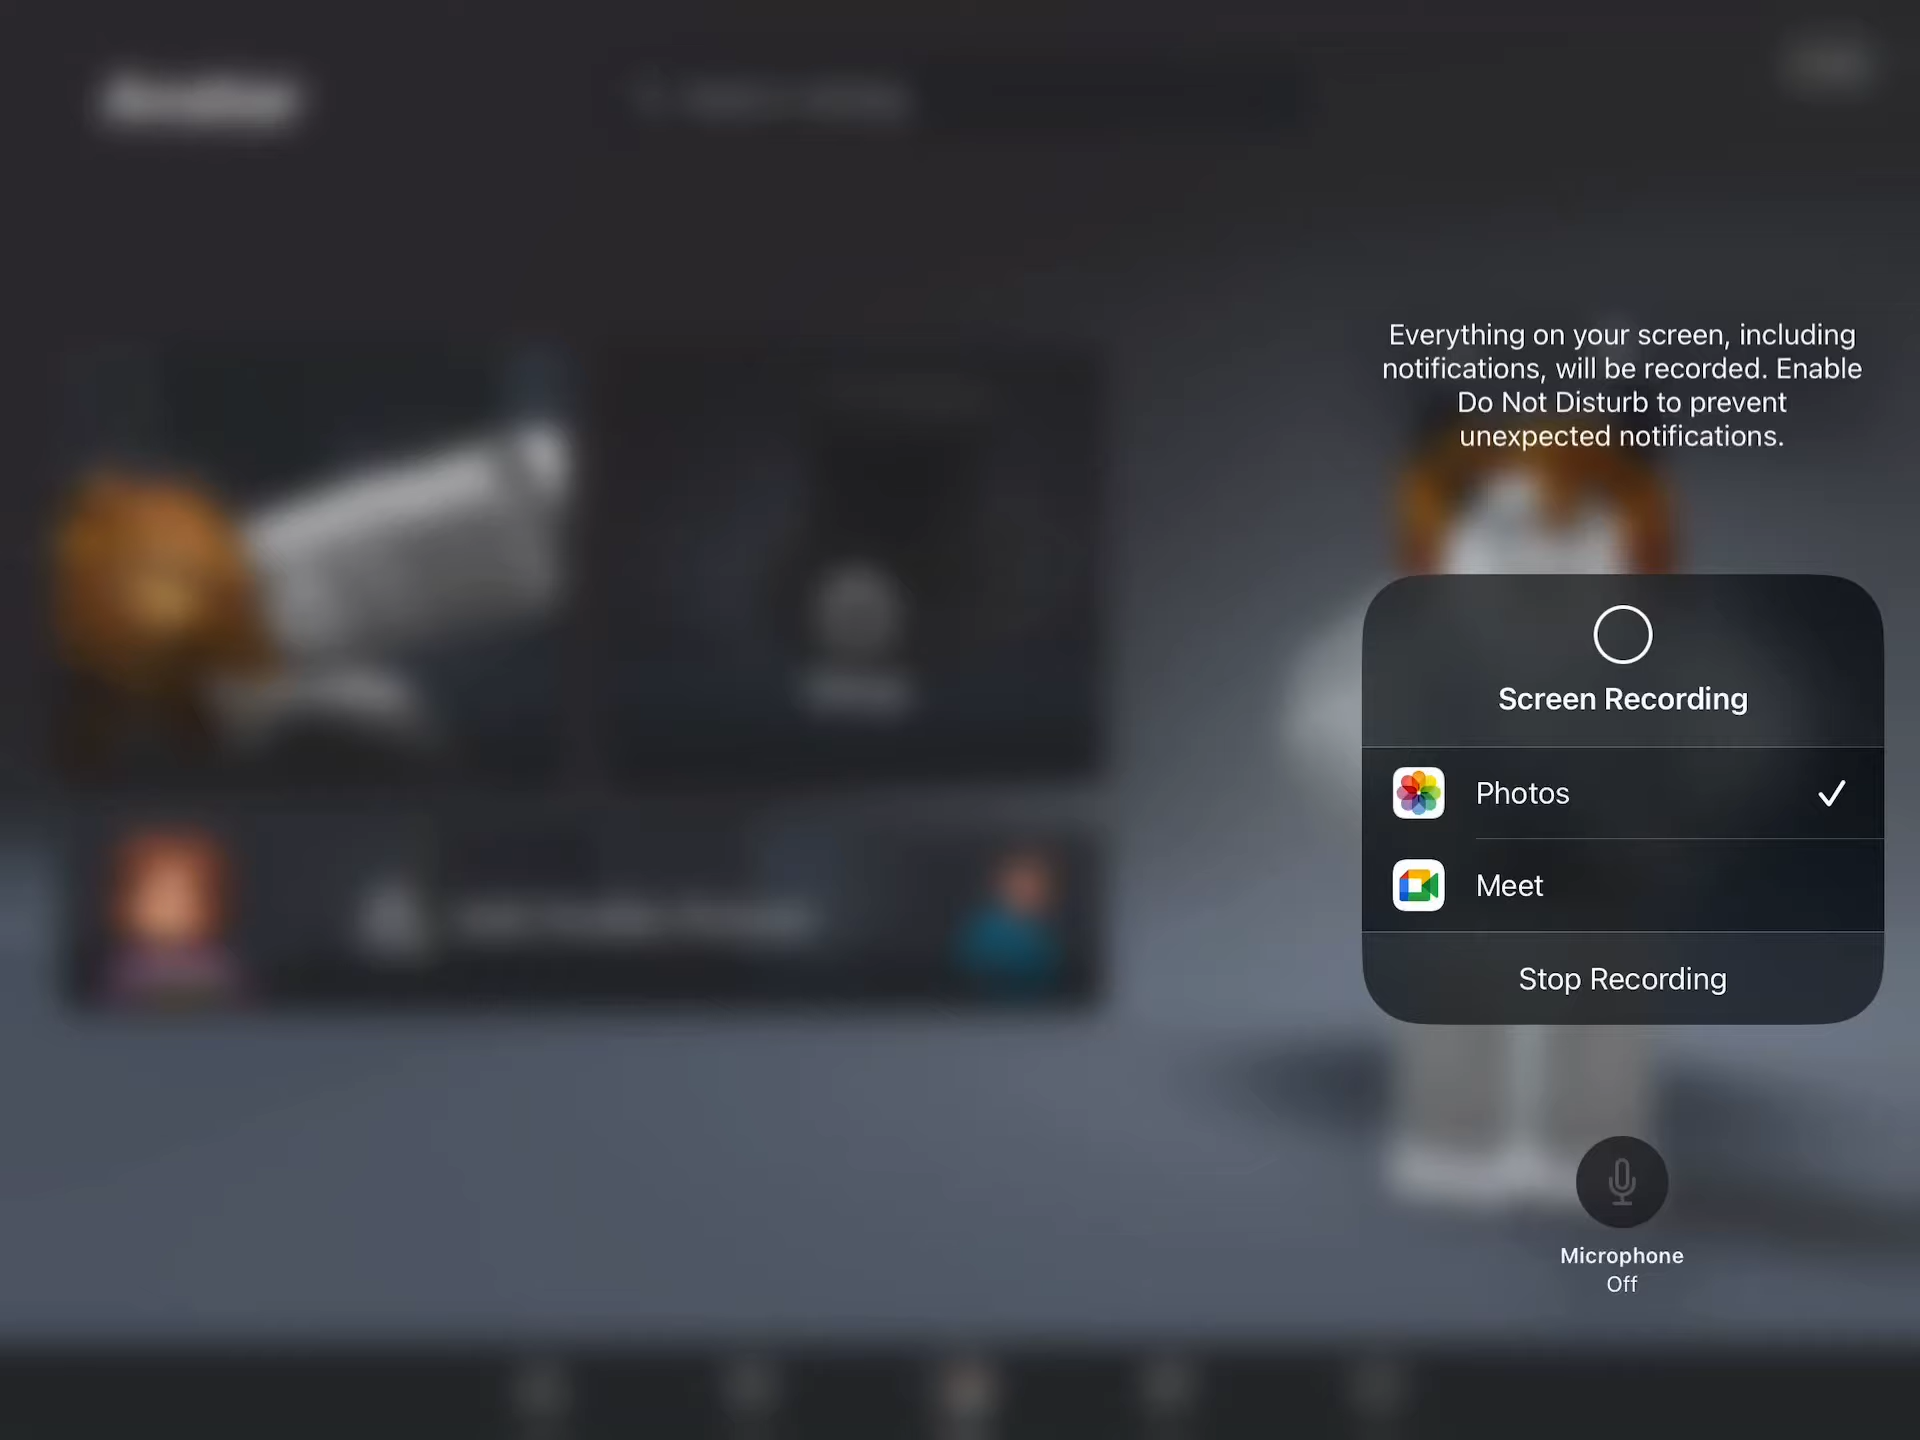 Everything on your screen, including
notifications, will be recorded. Enable
Do Not Disturb to prevent
unexpected notifications.
Screen Recording
Photos
Meet
Stop Recording
Microphone
Off